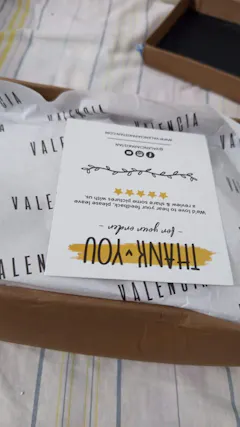 THANK YOU
- for your order -
We'd love to hear your feedback, please leave
a review & share some pictures with us.
VALENCIA
VALENCIA
VALENCIA